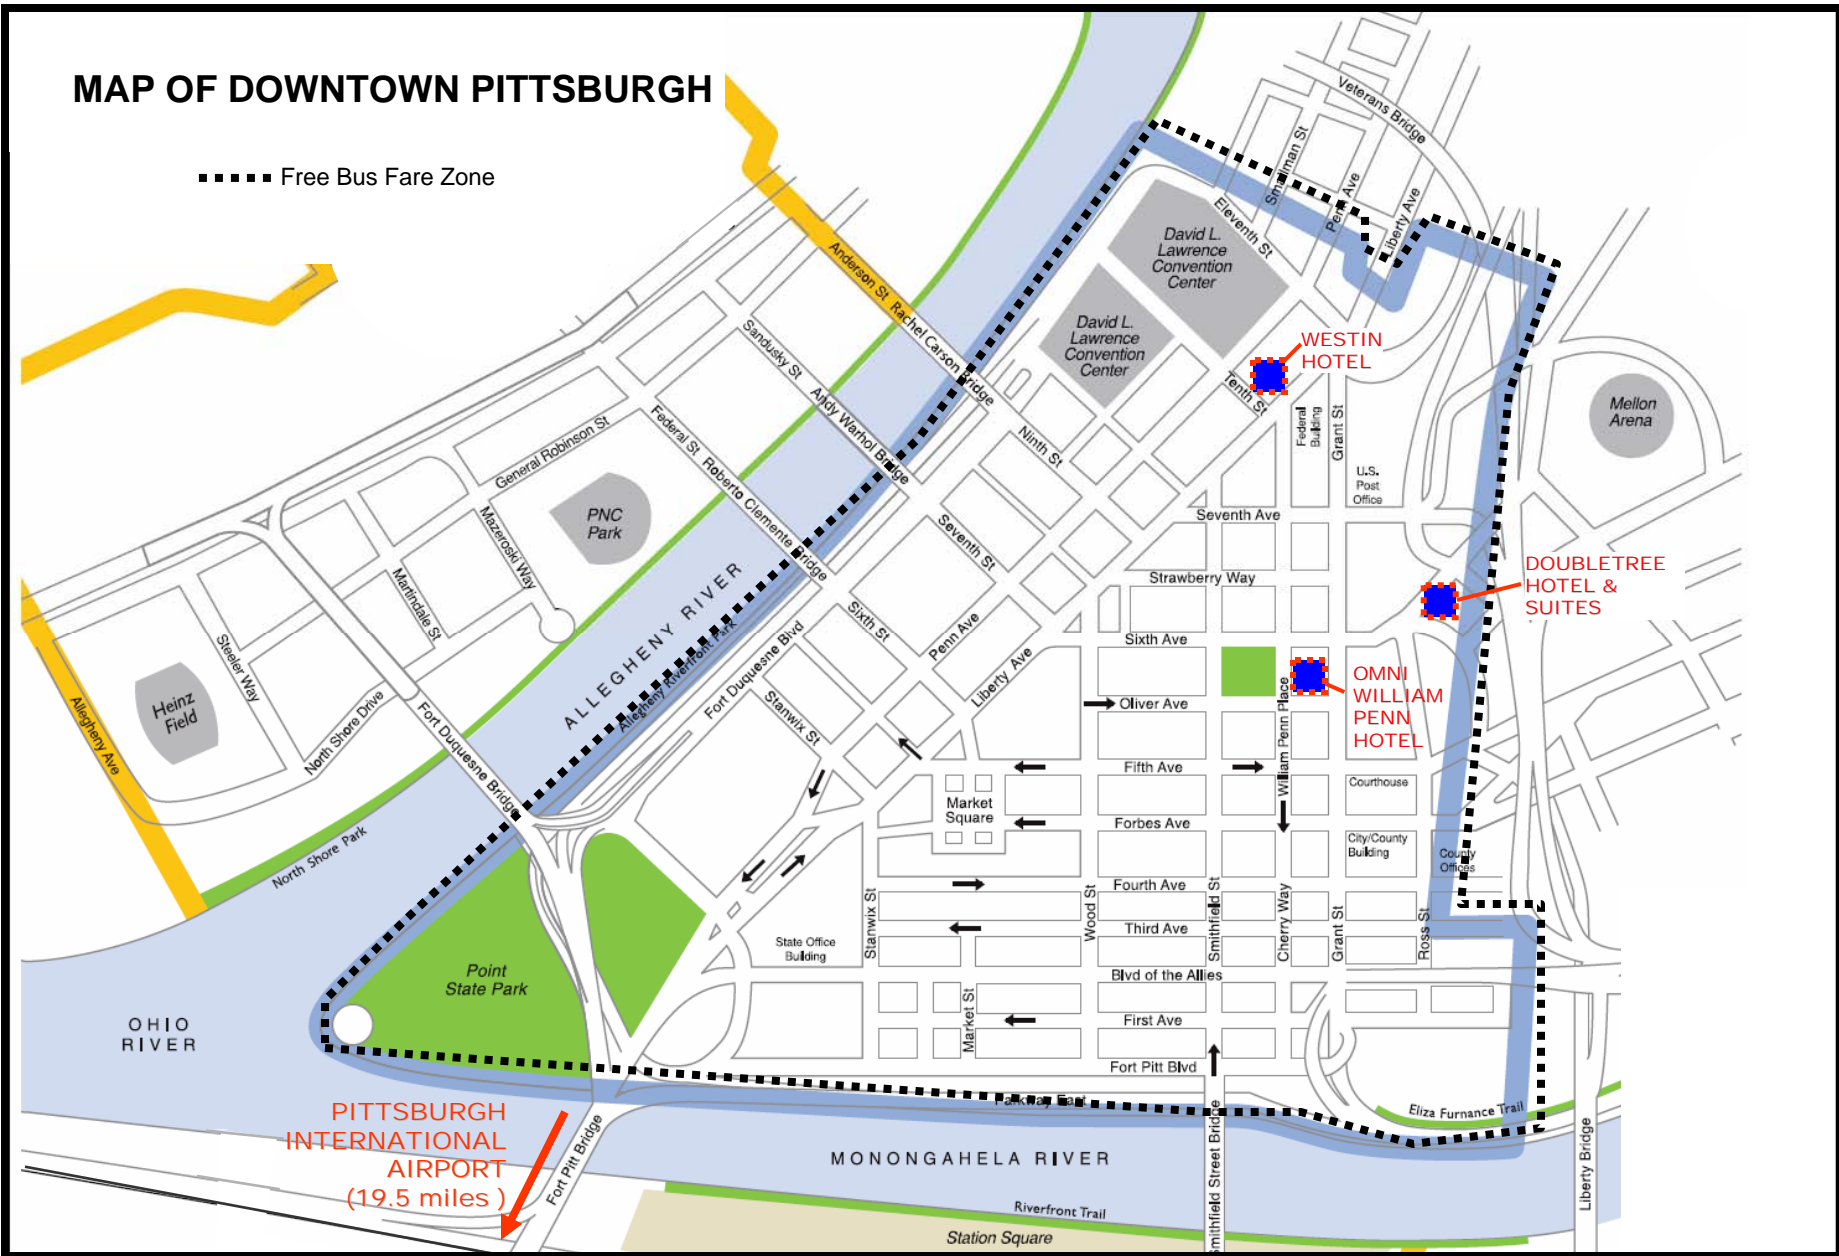 MAP OF DOWNTOWN PITTSBURGH
Free Bus Fare Zone
Veterans Bridge
Smallman St
Penn Ave
Liberty Ave
Eleventh St
David L.
Lawrence
Convention
Center
David L.
Lawrence
Convention
Center
Anderson St
Rachel Carson Bridge
Sandusky St
Andy Warhol Bridge
Federal St
Roberto Clemente Bridge
General Robinson St
Mazeroski Way
Martindale St
PNC
Park
Steeler Way
Heinz
Field
North Shore Drive
Allegheny Ave
Fort Duquesne Bridge
North Shore Park
ALLEGHENY RIVER
Allegheny Riverfront Park
Fort Duquesne Blvd
WESTIN
HOTEL
Tenth St
Federal
Building
Grant St
Mellon
Arena
Ninth St
U.S.
Post
Office
Seventh Ave
Seventh St
Strawberry Way
DOUBLETREE
HOTEL &
SUITES
Sixth St
Penn Ave
Liberty Ave
Sixth Ave
OMNI
WILLIAM
PENN
HOTEL
William Penn Place
Oliver Ave
Stanwix St
Fifth Ave
Courthouse
Market
Square
Forbes Ave
City/County
Building
County
Offices
Fourth Ave
Stanwix St
Wood St
Smithfield St
Cherry Way
Grant St
Ross St
Third Ave
State Office
Building
Blvd of the Allies
Point
State Park
Market St
First Ave
OHIO
RIVER
Fort Pitt Blvd
Parkway East
Eliza Furnance Trail
PITTSBURGH
INTERNATIONAL
AIRPORT
(19.5 miles )
Fort Pitt Bridge
MONONGAHELA RIVER
Smithfield Street Bridge
Liberty Bridge
Riverfront Trail
Station Square